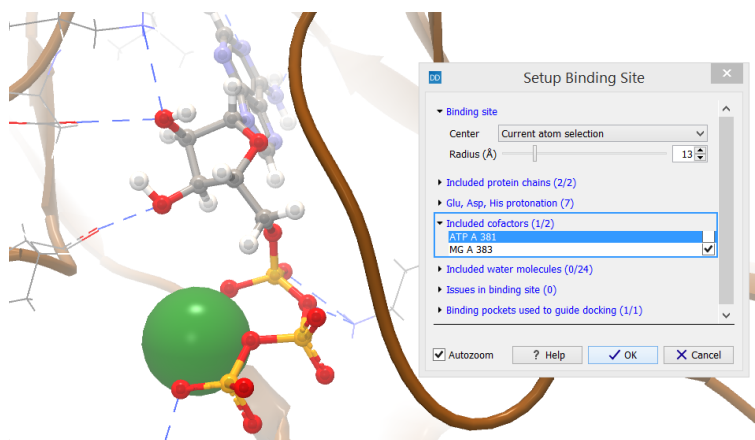 DD Setup Binding Site
Binding site
Center Current atom selection
Radius (Å) 13
Included protein chains (2/2)
Glu, Asp, His protonation (7)
Included cofactors (1/2)
ATP A 381
MG A 383
Included water molecules (0/24)
Issues in binding site (0)
Binding pockets used to guide docking (1/1)
Autozoom ? Help OK Cancel